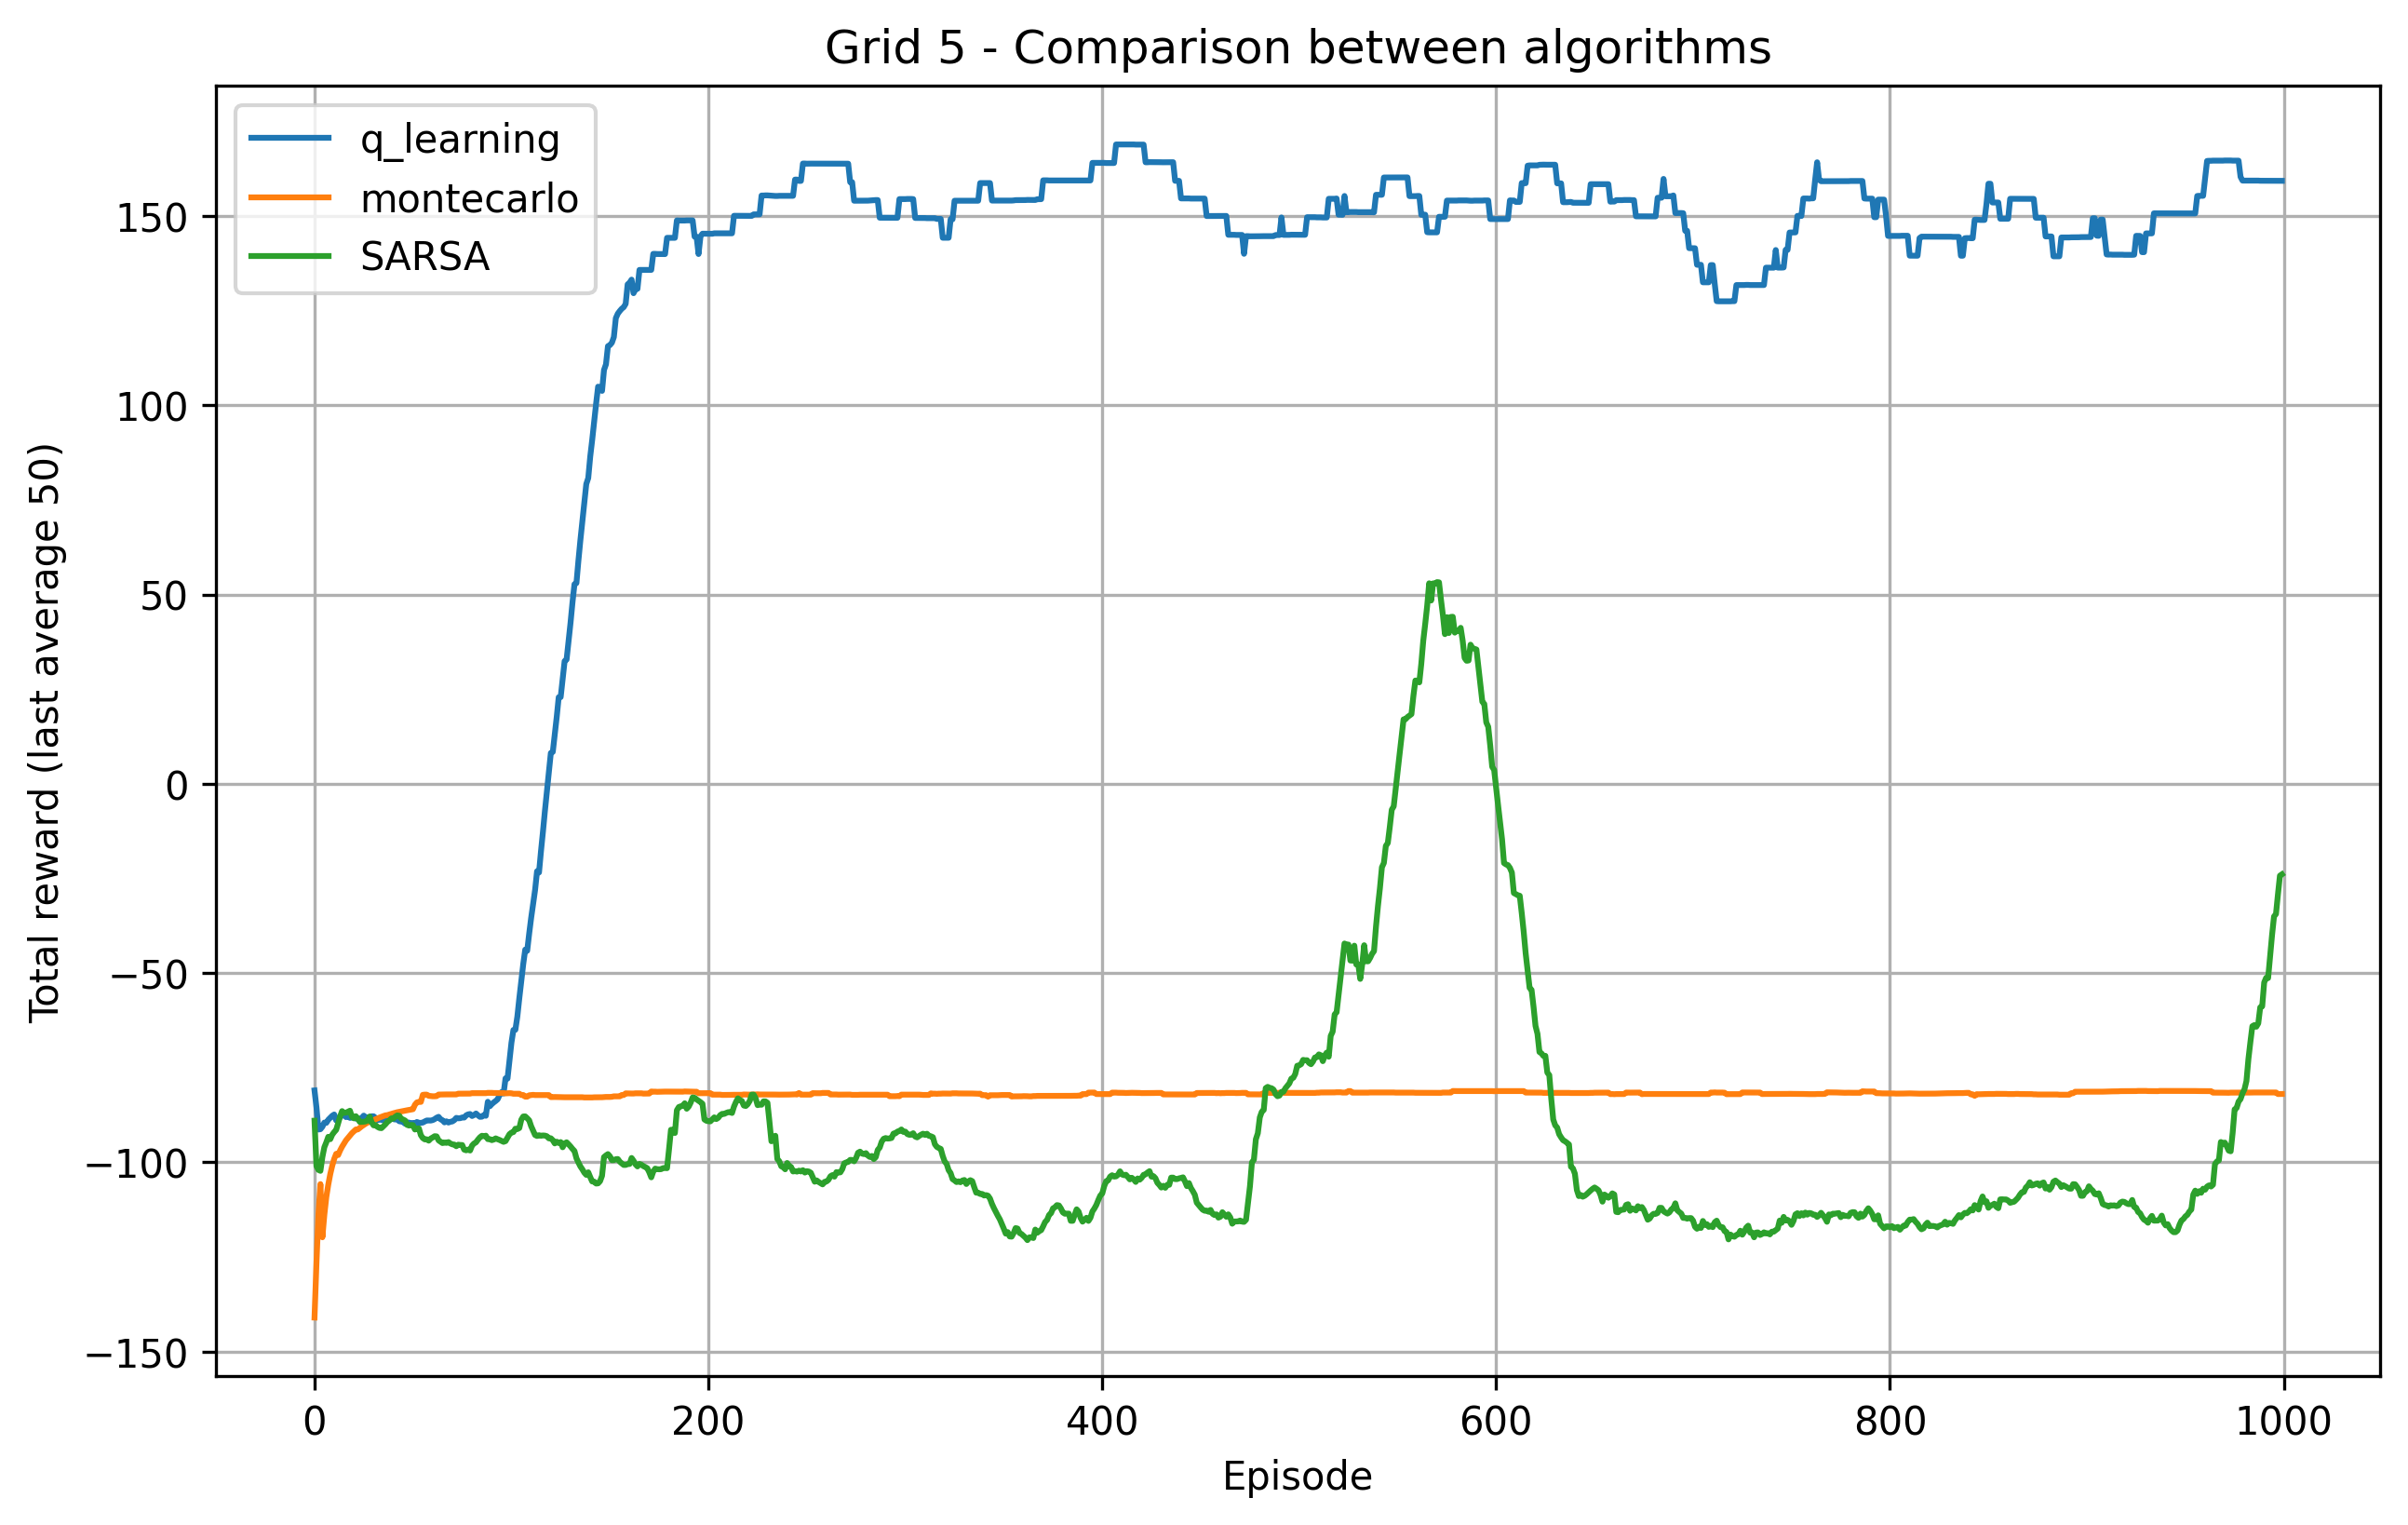 Grid 5 - Comparison between algorithms
q_learning
montecarlo
SARSA
Total reward (last average 50)
150
100
50
0
−50
−100
−150
0 200 400 600 800 1000
Episode